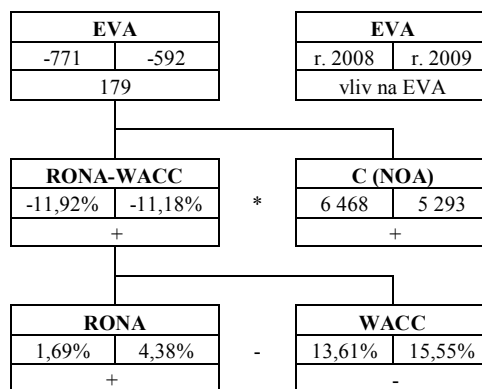 EVA EVA
-771 -592 r. 2008 r. 2009
179 vliv na EVA
RONA-WACC C (NOA)
-11,92% -11,18% * 6 468 5 293
+ +
RONA WACC
1,69% 4,38% - 13,61% 15,55%
+ -